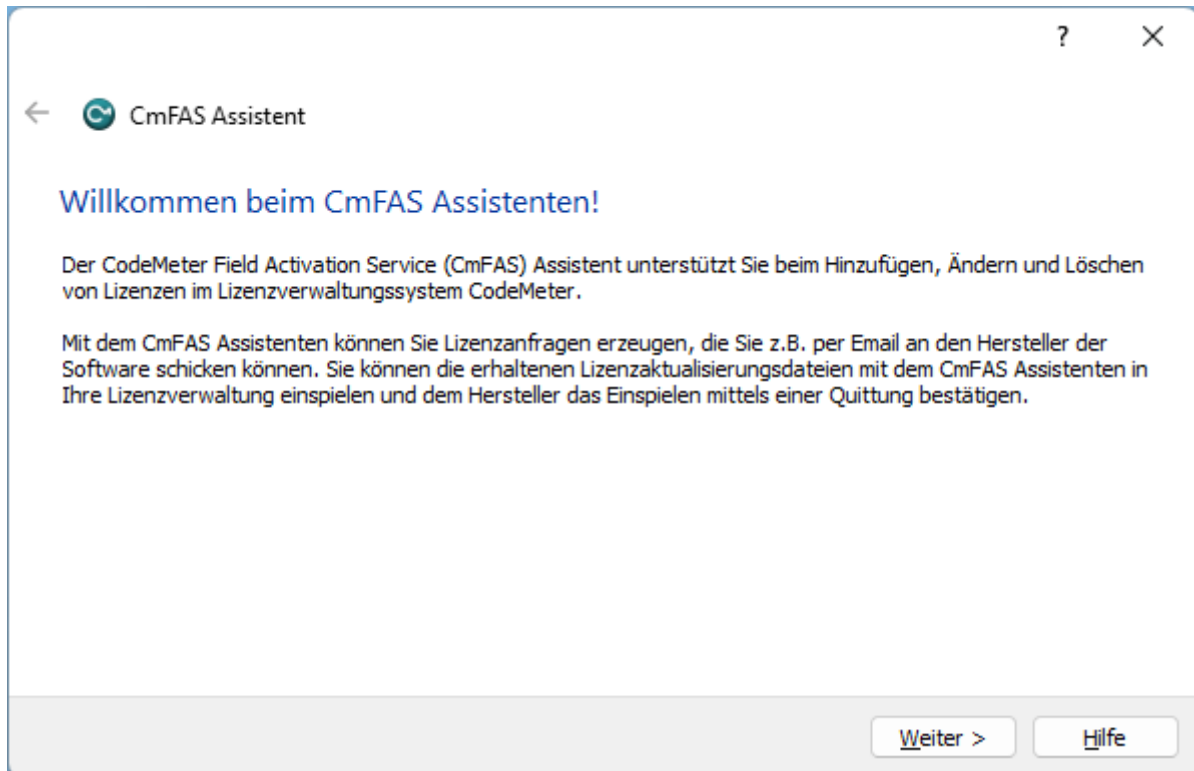 ?
CmFAS Assistent
Willkommen beim CmFAS Assistenten!
Der CodeMeter Field Activation Service (CmFAS) Assistent unterstützt Sie beim Hinzufügen, Ändern und Löschen
von Lizenzen im Lizenzverwaltungssystem CodeMeter.
Mit dem CmFAS Assistenten können Sie Lizenzanfragen erzeugen, die Sie z.B. per Email an den Hersteller der
Software schicken können. Sie können die erhaltenen Lizenzaktualisierungsdateien mit dem CmFAS Assistenten in
Ihre Lizenzverwaltung einspielen und dem Hersteller das Einspielen mittels einer Quittung bestätigen.
Weiter > Hilfe